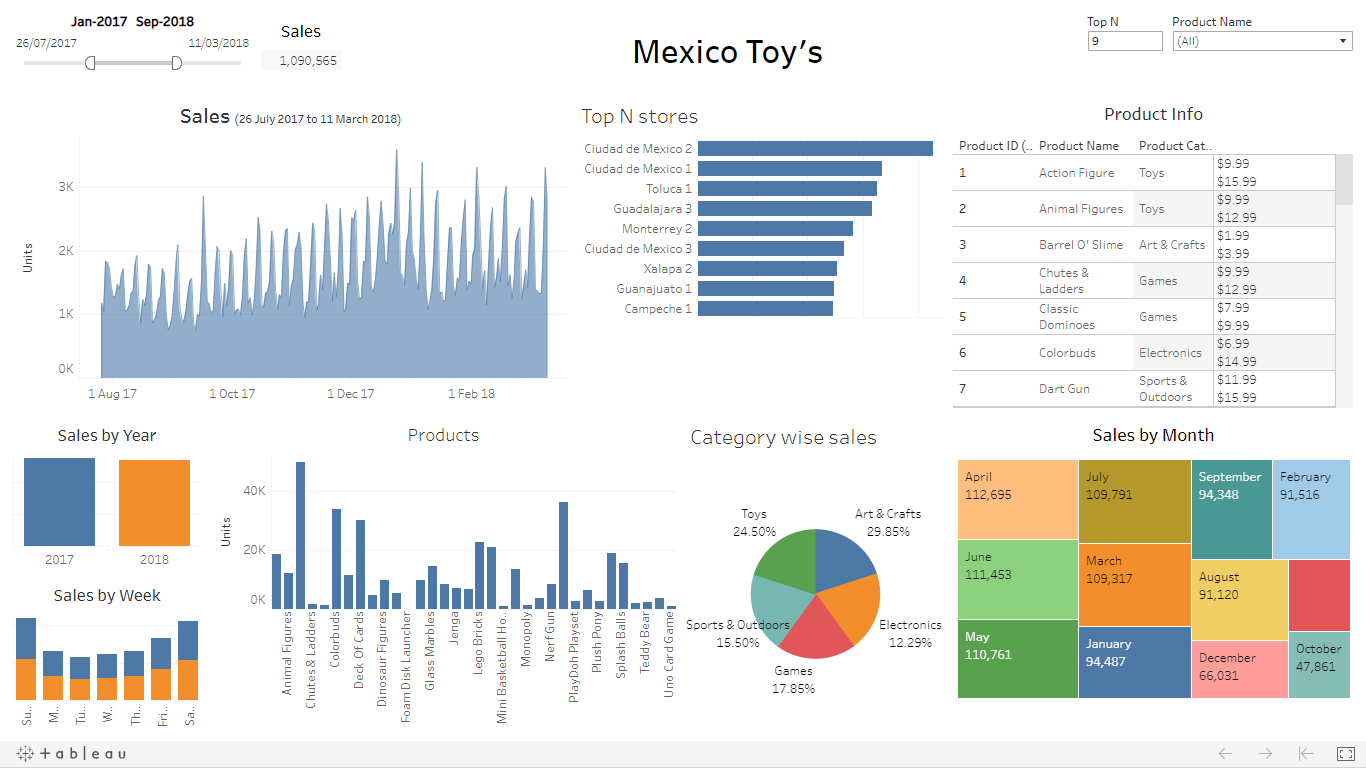 Jan-2017 Sep-2018
26/07/2017 11/03/2018
Sales
1,090,565
Mexico Toy’s
Top N
9
Product Name
(All)
Sales (26 July 2017 to 11 March 2018)
Units
3K
2K
1K
0K
1 Aug 17 1 Oct 17 1 Dec 17 1 Feb 18
Top N stores
Ciudad de Mexico 2
Ciudad de Mexico 1
Toluca 1
Guadalajara 3
Monterrey 2
Ciudad de Mexico 3
Xalapa 2
Guanajuato 1
Campeche 1
Product Info
Product ID (.. Product Name Product Cat..
1 Action Figure Toys $9.99
$15.99
2 Animal Figures Toys $9.99
$12.99
3 Barrel O’ Slime Art & Crafts $1.99
$3.99
4 Chutes & Ladders Games $9.99
$12.99
5 Classic Dominoes Games $7.99
$9.99
6 Colorbuds Electronics $6.99
$14.99
7 Dart Gun Sports & Outdoors $11.99
$15.99
Sales by Year
2017 2018
Sales by Week
Su.. M.. Tu.. W.. Th.. Fri.. Sa..
Products
Units
40K
20K
0K
Animal Figures
Chutes & Ladders
Colorbuds
Deck Of Cards
Dinosaur Figures
Foam Disk Launcher
Glass Marbles
Jenga
Lego Bricks
Mini Basketball Ho..
Monopoly
Nerf Gun
PlayDoh Playset
Plush Pony
Splash Balls
Teddy Bear
Uno Card Game
Category wise sales
Toys
24.50%
Art & Crafts
29.85%
Sports & Outdoors
15.50%
Electronics
12.29%
Games
17.85%
Sales by Month
April
112,695
June
111,453
May
110,761
July
109,791
March
109,317
January
94,487
September
94,348
February
91,516
August
91,120
December
66,031
October
47,861
+ableau